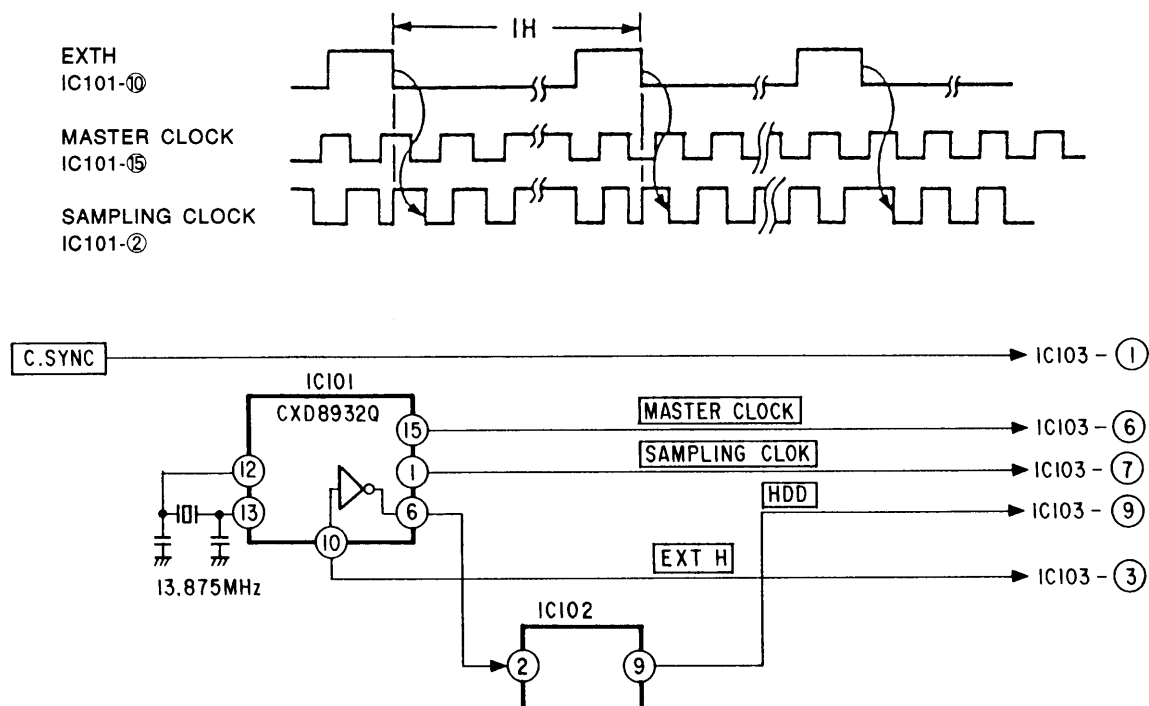 1H
EXTH
IC101-⑩
MASTER CLOCK
IC101-⑮
SAMPLING CLOCK
IC101-②
C.SYNC
IC103 - ①
IC101
CXD8932Q
MASTER CLOCK
⑮
IC103 - ⑥
SAMPLING CLOK
⑫
①
IC103 - ⑦
HDD
⑬
⑥
IC103 - ⑨
⑩
EXT H
IC103 - ③
13.875MHz
IC102
②
⑨